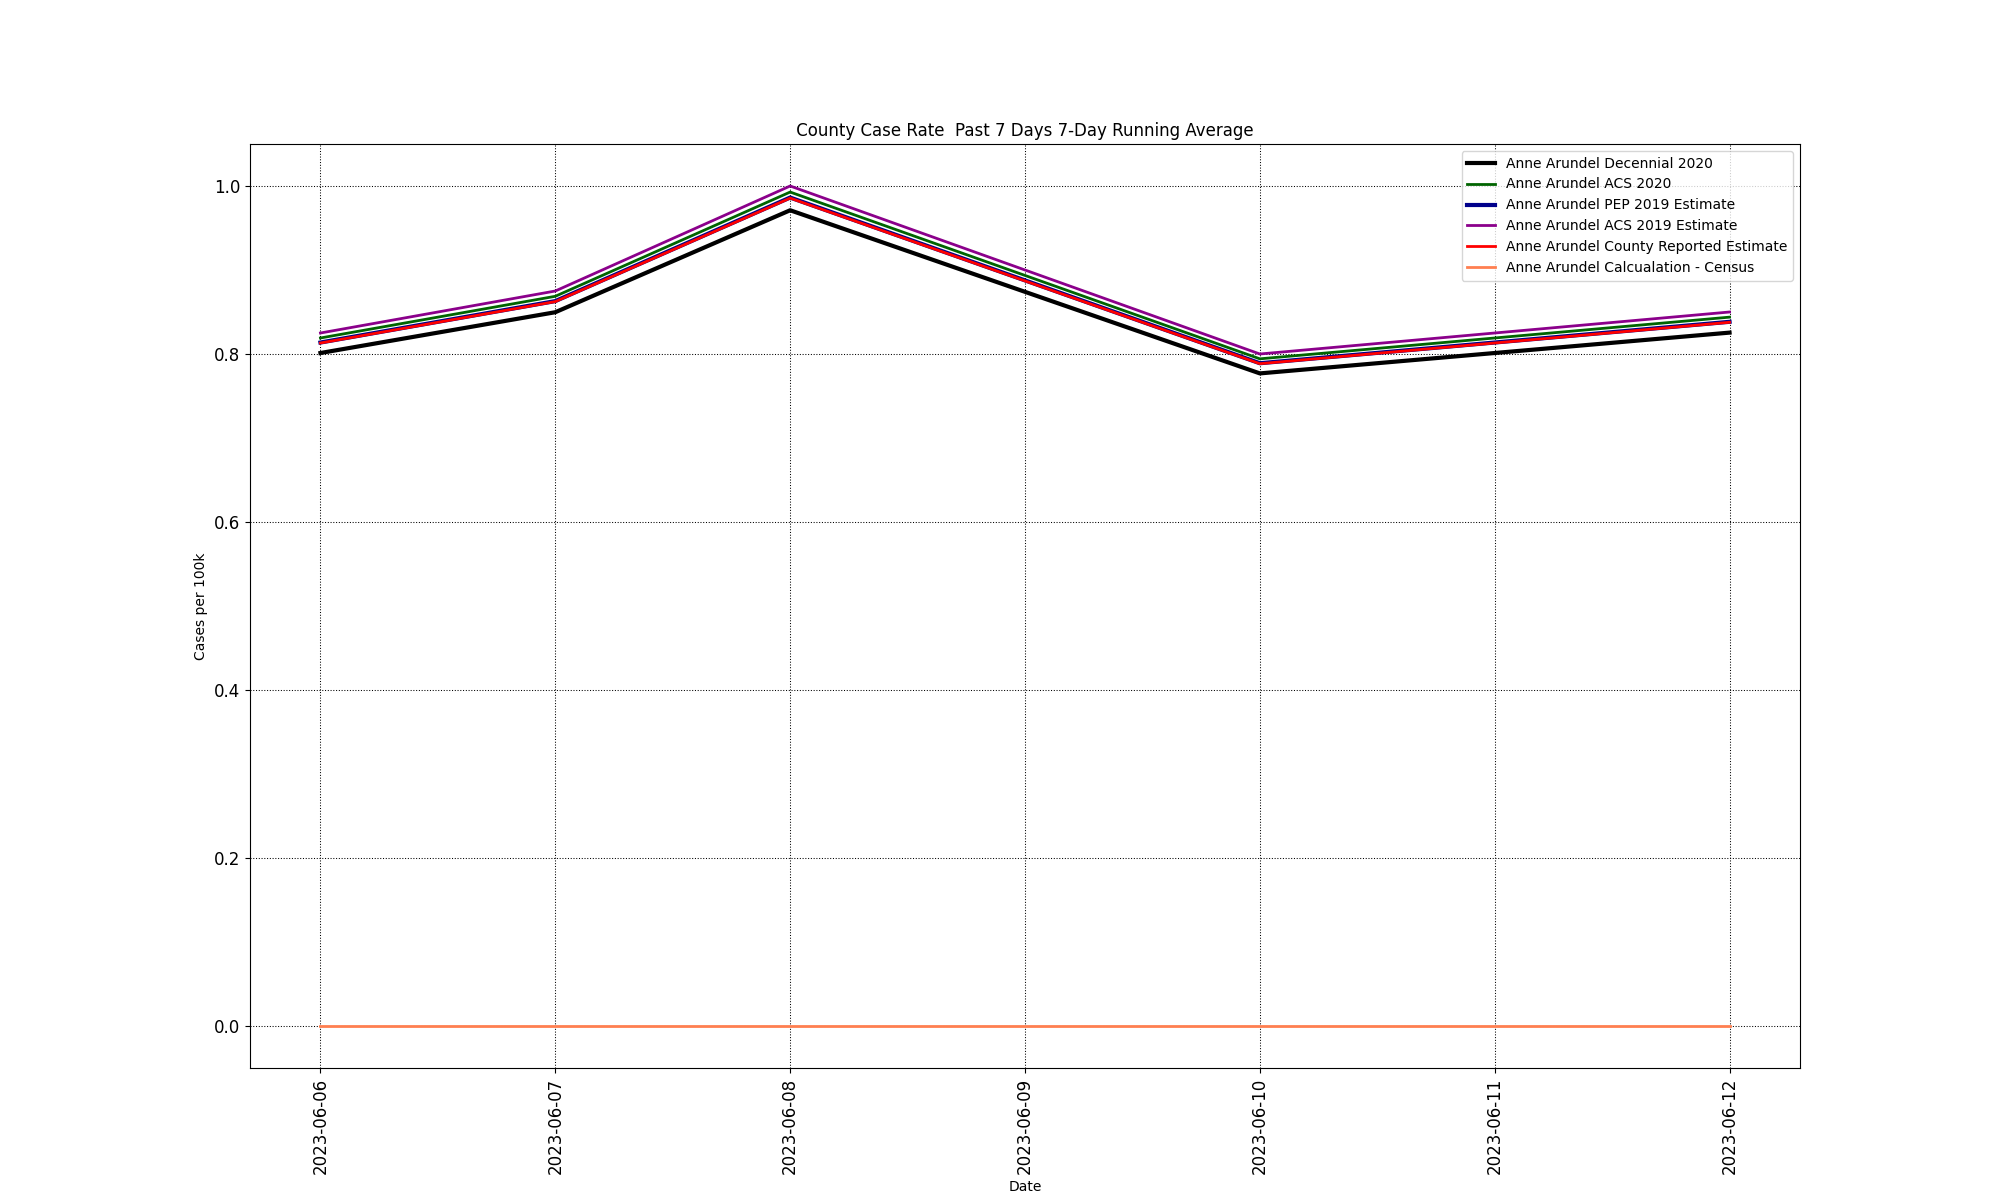 County Case Rate  Past 7 Days 7-Day Running Average
Anne Arundel Decennial 2020
Anne Arundel ACS 2020
Anne Arundel PEP 2019 Estimate
Anne Arundel ACS 2019 Estimate
Anne Arundel County Reported Estimate
Anne Arundel Calcualation - Census
1.0
0.8
0.6
0.4
0.2
0.0
Cases per 100k
2023-06-06
2023-06-07
2023-06-08
2023-06-09
2023-06-10
2023-06-11
2023-06-12
Date